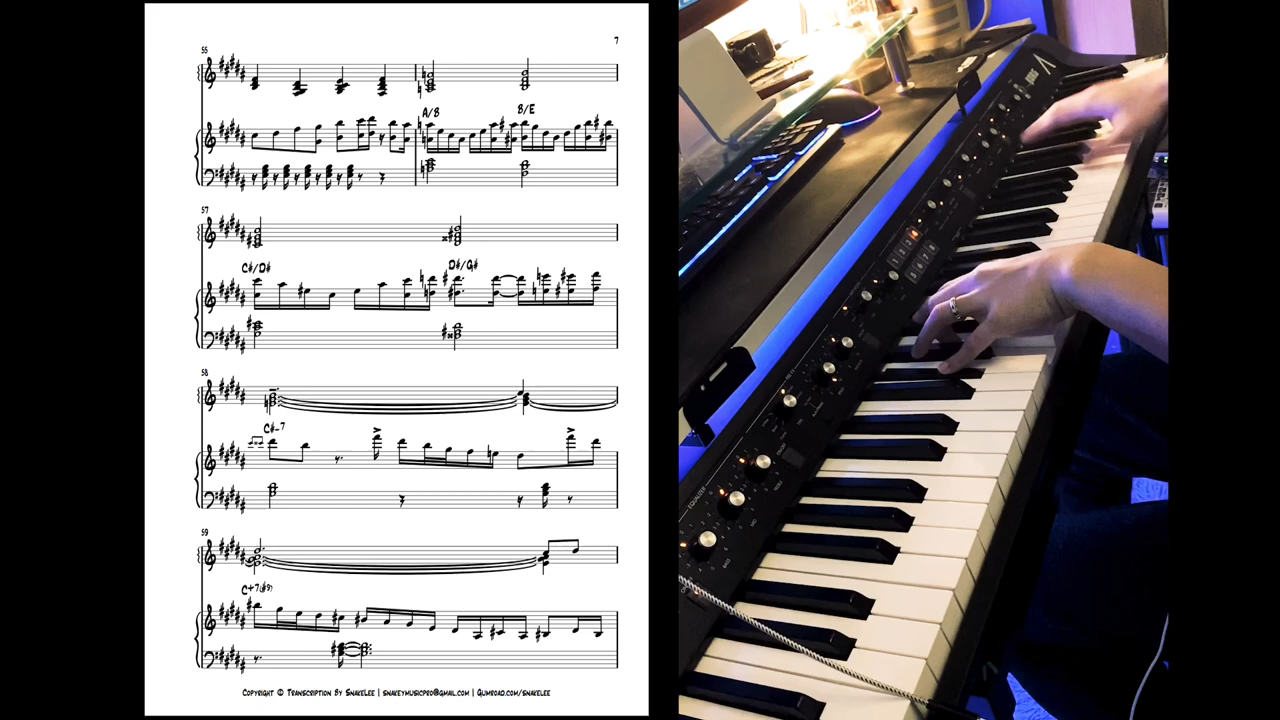 7
55
A/B B/E
57
C#/D# D#/G#
58
C#-7
59
C+7(#9)
Copyright © Transcription By SnakeLee | snakeymusicpro@gmail.com | Gumroad.com/snakelee